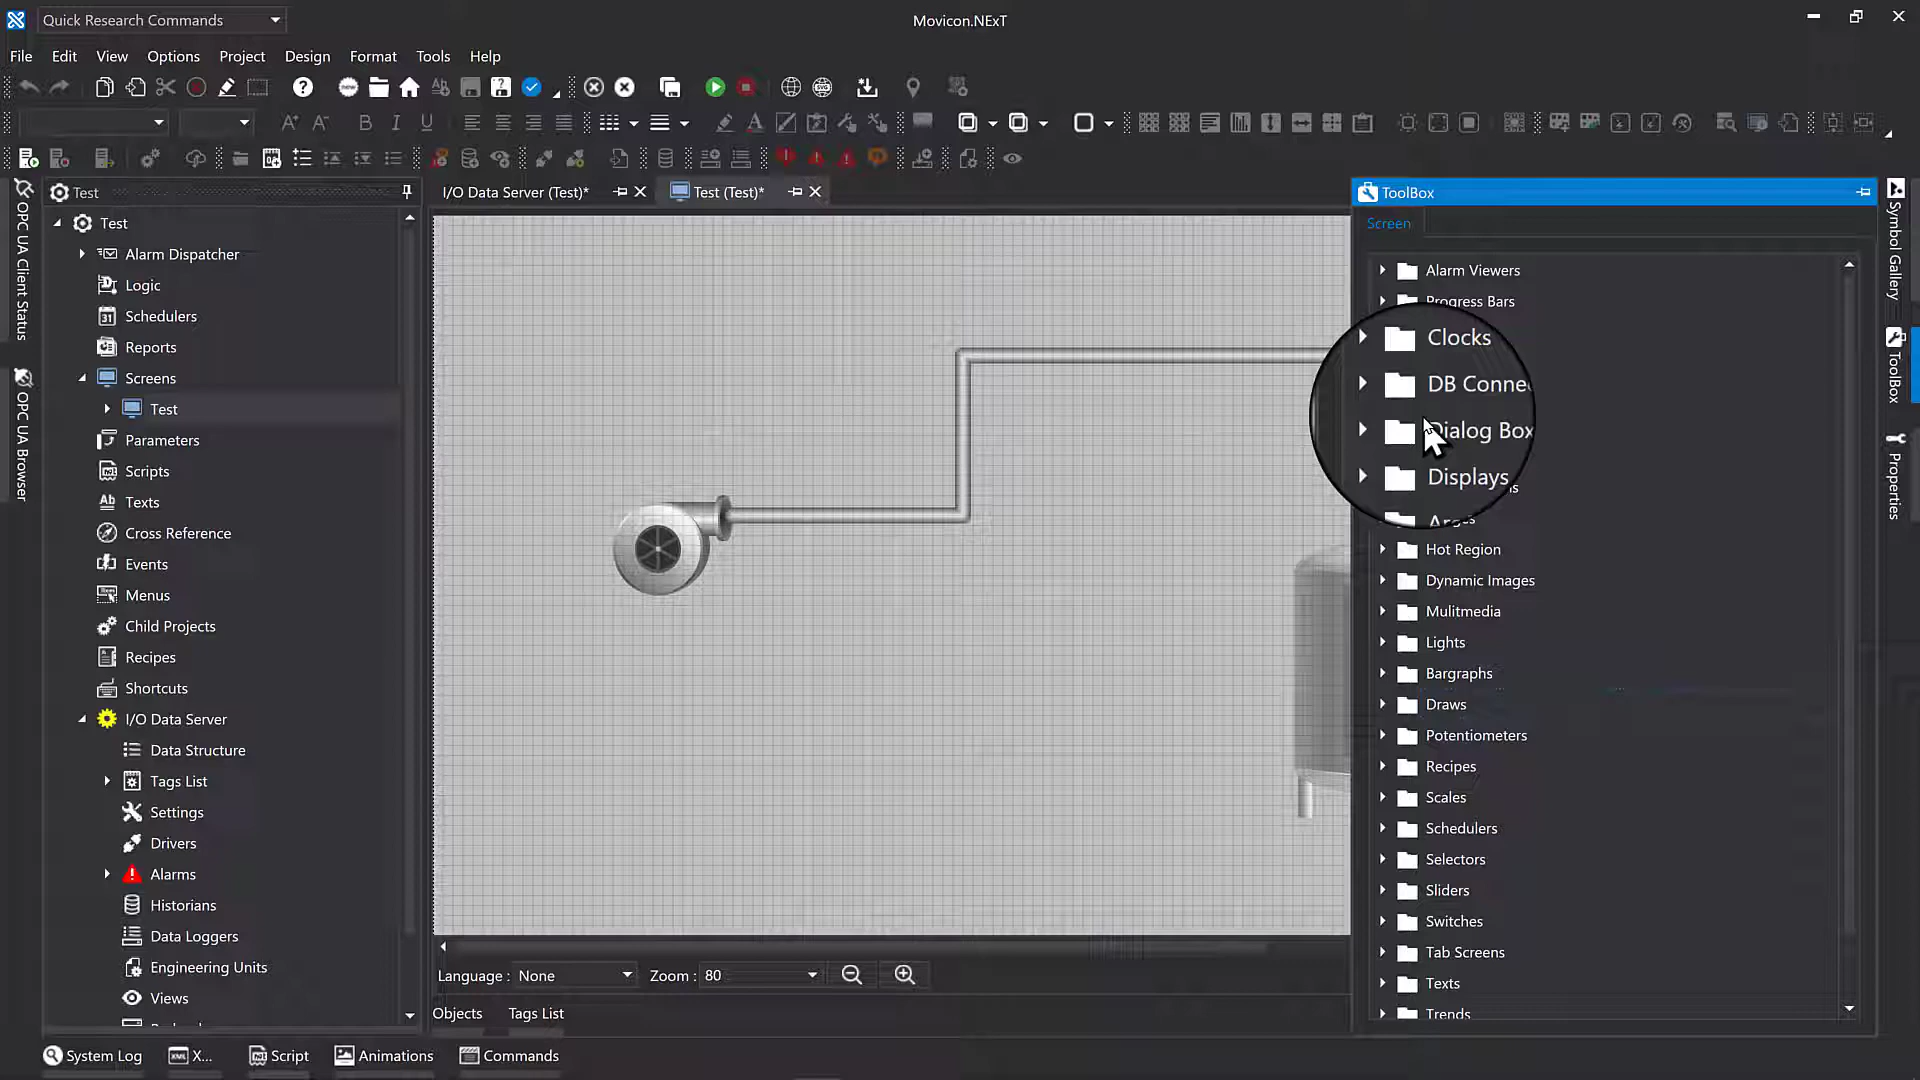 Quick Research Commands
Movicon.NExT
File Edit View Options Project Design Format Tools Help
Test
I/O Data Server (Test)*
Test (Test)*
ToolBox
Screen
OPC UA Client Status
OPC UA Browser
Test
Alarm Dispatcher
Logic
Schedulers
Reports
Screens
Test
Parameters
Scripts
Texts
Cross Reference
Events
Menus
Child Projects
Recipes
Shortcuts
I/O Data Server
Data Structure
Tags List
Settings
Drivers
Alarms
Historians
Data Loggers
Engineering Units
Views
Alarm Viewers
Progress Bars
Clocks
DB Conne
Dialog Box
Displays
Hot Region
Dynamic Images
Mulitmedia
Lights
Bargraphs
Draws
Potentiometers
Recipes
Scales
Schedulers
Selectors
Sliders
Switches
Tab Screens
Texts
Trends
Symbol Gallery
ToolBox
Properties
Language : None
Zoom : 80
Objects Tags List
System Log X... Script Animations Commands